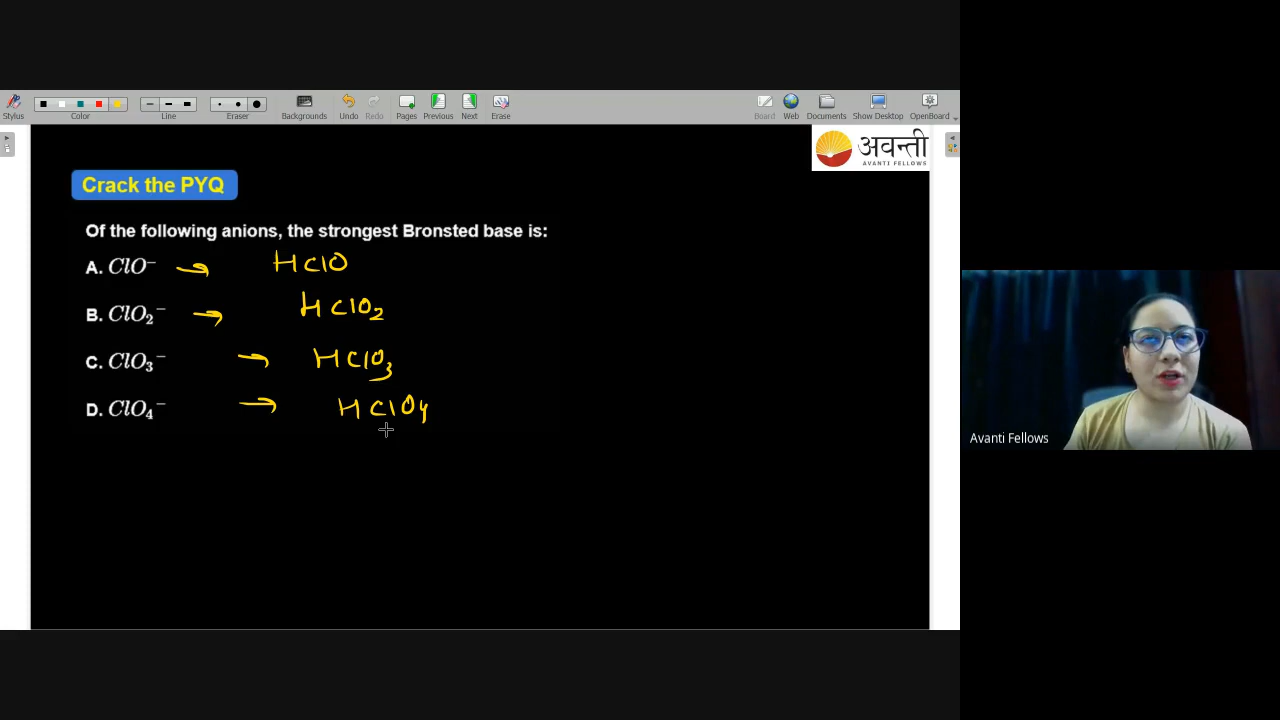 Stylus Color Line Eraser Backgrounds Undo Redo Pages Previous Next Erase Board Web Documents Show Desktop OpenBoard
अवन्ती
AVANTI FELLOWS
Crack the PYQ
Of the following anions, the strongest Bronsted base is:
A. ClO⁻ → HClO
B. ClO₂⁻ → HClO₂
C. ClO₃⁻ → HClO₃
D. ClO₄⁻ → HClO₄
Avanti Fellows